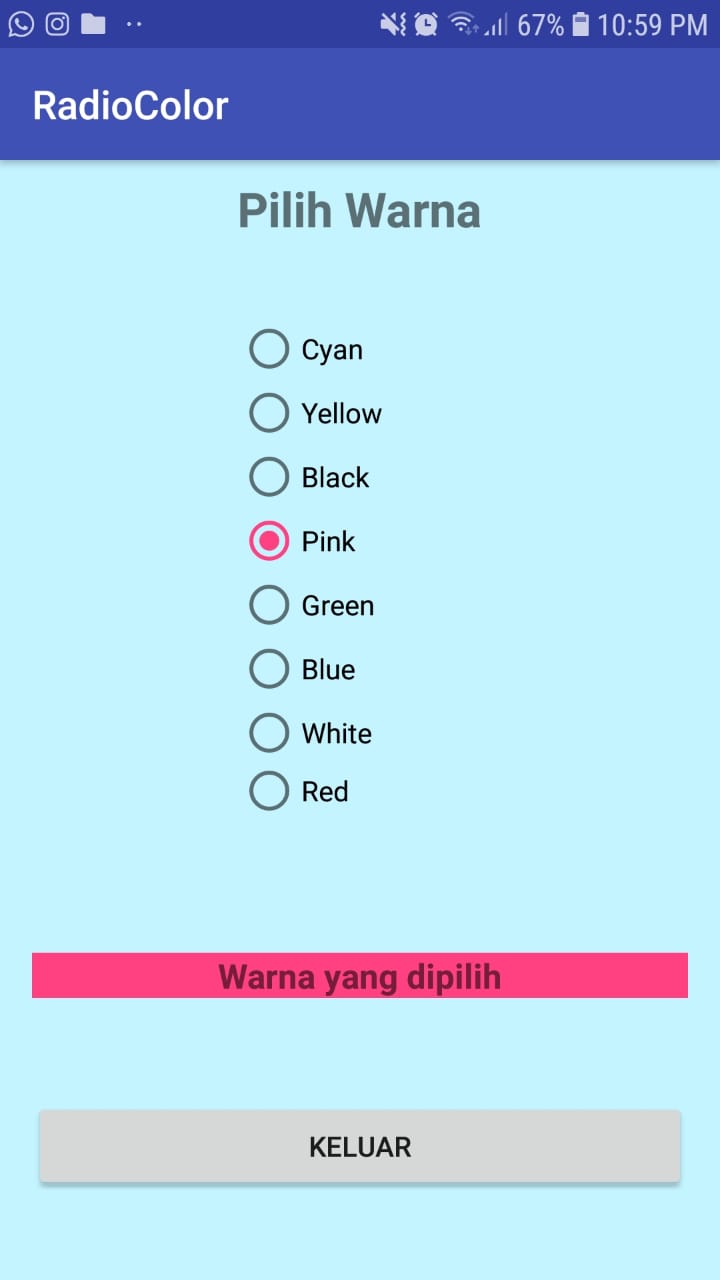 67% 10:59 PM
RadioColor
Pilih Warna
Cyan
Yellow
Black
Pink
Green
Blue
White
Red
Warna yang dipilih
KELUAR